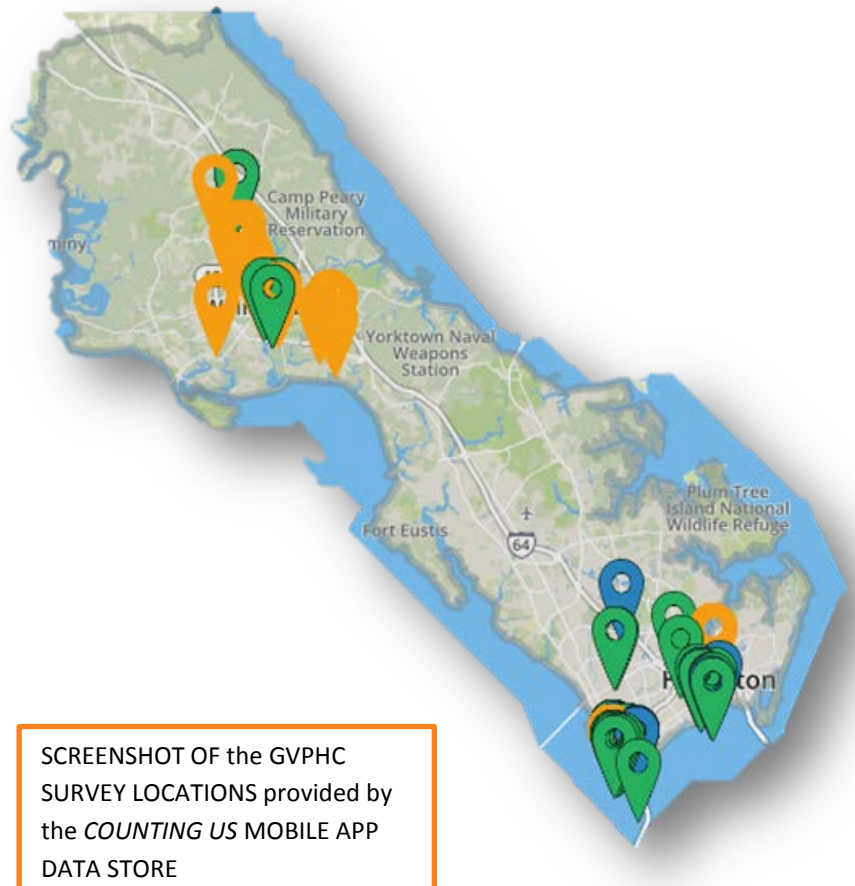 Camp Peary
Military
Reservation
miny
Yorktown Naval
Weapons
Station
Plum Tree
Island National
Wildlife Refuge
Fort Eustis
64
SCREENSHOT OF the GVPHC
SURVEY LOCATIONS provided by
the COUNTING US MOBILE APP
DATA STORE